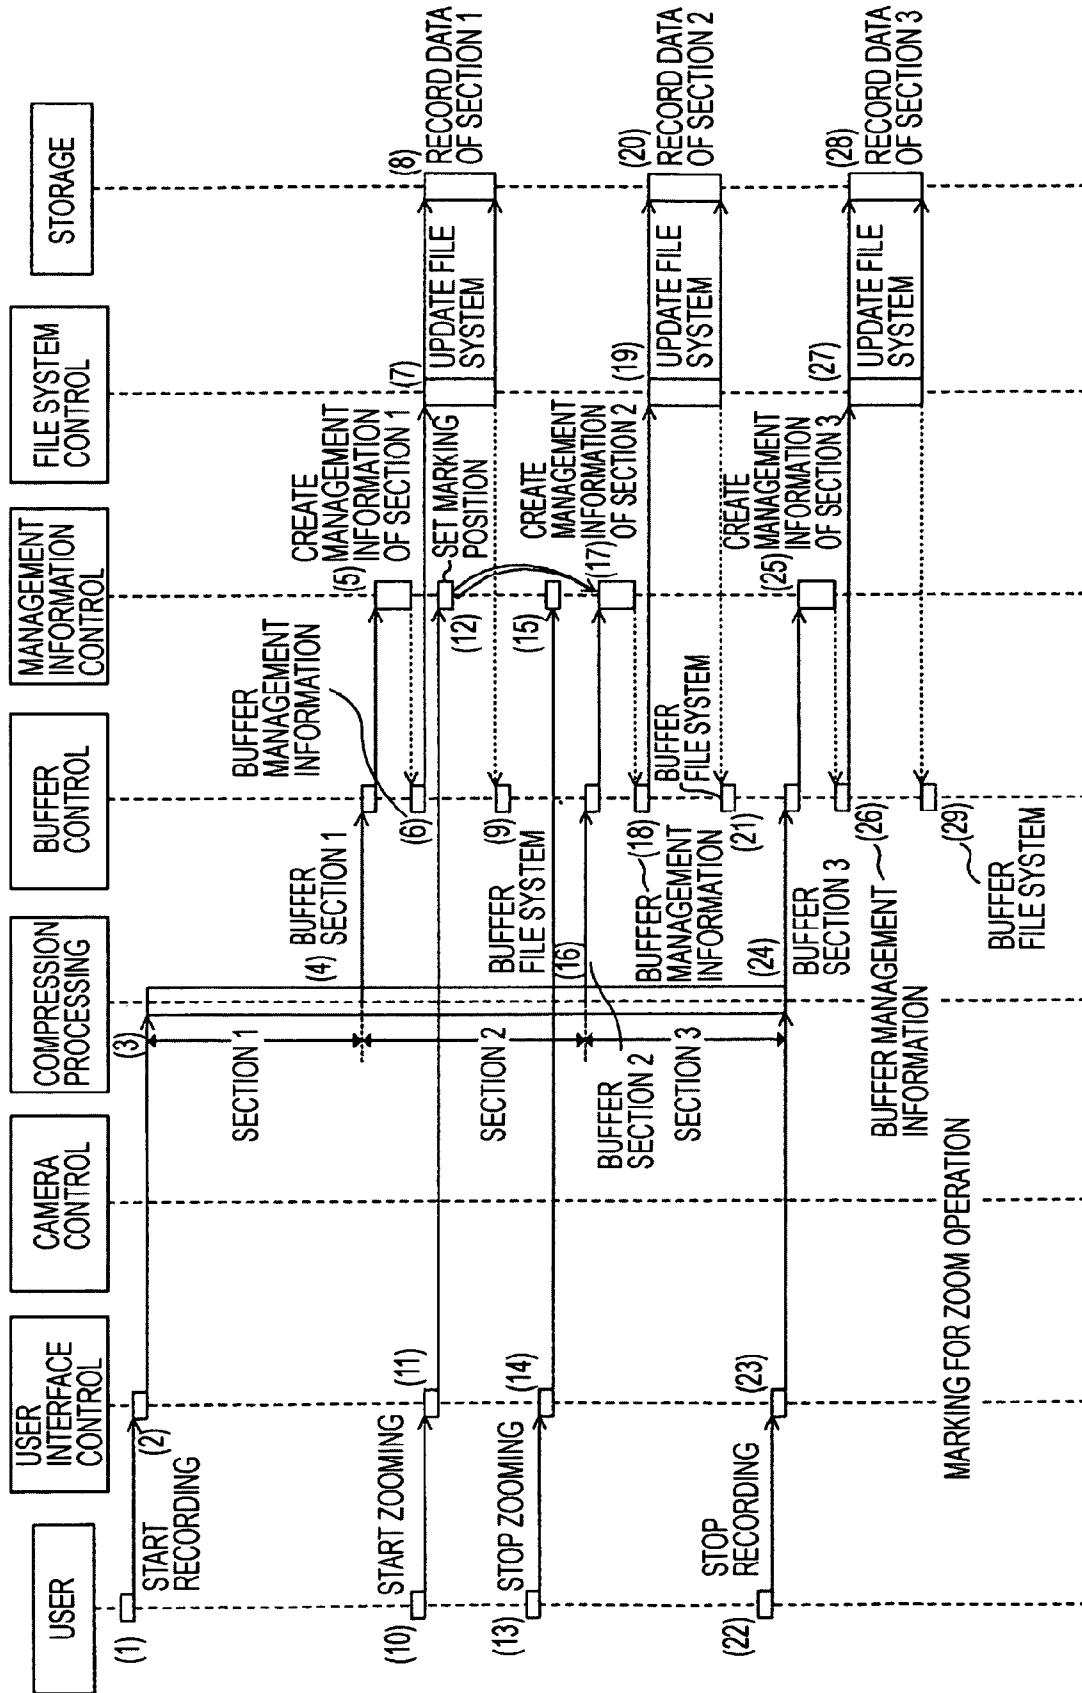 USER
USER
INTERFACE
CONTROL
CAMERA
CONTROL
COMPRESSION
PROCESSING
BUFFER
CONTROL
MANAGEMENT
INFORMATION
CONTROL
FILE SYSTEM
CONTROL
STORAGE
(1)
START
RECORDING
(2)
(3)
SECTION 1
(4)
BUFFER
SECTION 1
BUFFER
MANAGEMENT
INFORMATION
(5)
CREATE
MANAGEMENT
INFORMATION
OF SECTION 1
(6)
(7)
UPDATE FILE
SYSTEM
(8)
RECORD DATA
OF SECTION 1
(9)
BUFFER
FILE SYSTEM
(10)
START ZOOMING
(11)
(12)
SET MARKING
POSITION
SECTION 2
(13)
STOP ZOOMING
(14)
(15)
(16)
BUFFER
SECTION 2
(17)
CREATE
MANAGEMENT
INFORMATION
OF SECTION 2
(18)
BUFFER
MANAGEMENT
INFORMATION
(19)
UPDATE FILE
SYSTEM
(20)
RECORD DATA
OF SECTION 2
(21)
BUFFER
FILE SYSTEM
SECTION 3
(22)
STOP
RECORDING
(23)
(24)
BUFFER
SECTION 3
(25)
CREATE
MANAGEMENT
INFORMATION
OF SECTION 3
(26)
BUFFER MANAGEMENT
INFORMATION
(27)
UPDATE FILE
SYSTEM
(28)
RECORD DATA
OF SECTION 3
(29)
BUFFER
FILE SYSTEM
MARKING FOR ZOOM OPERATION